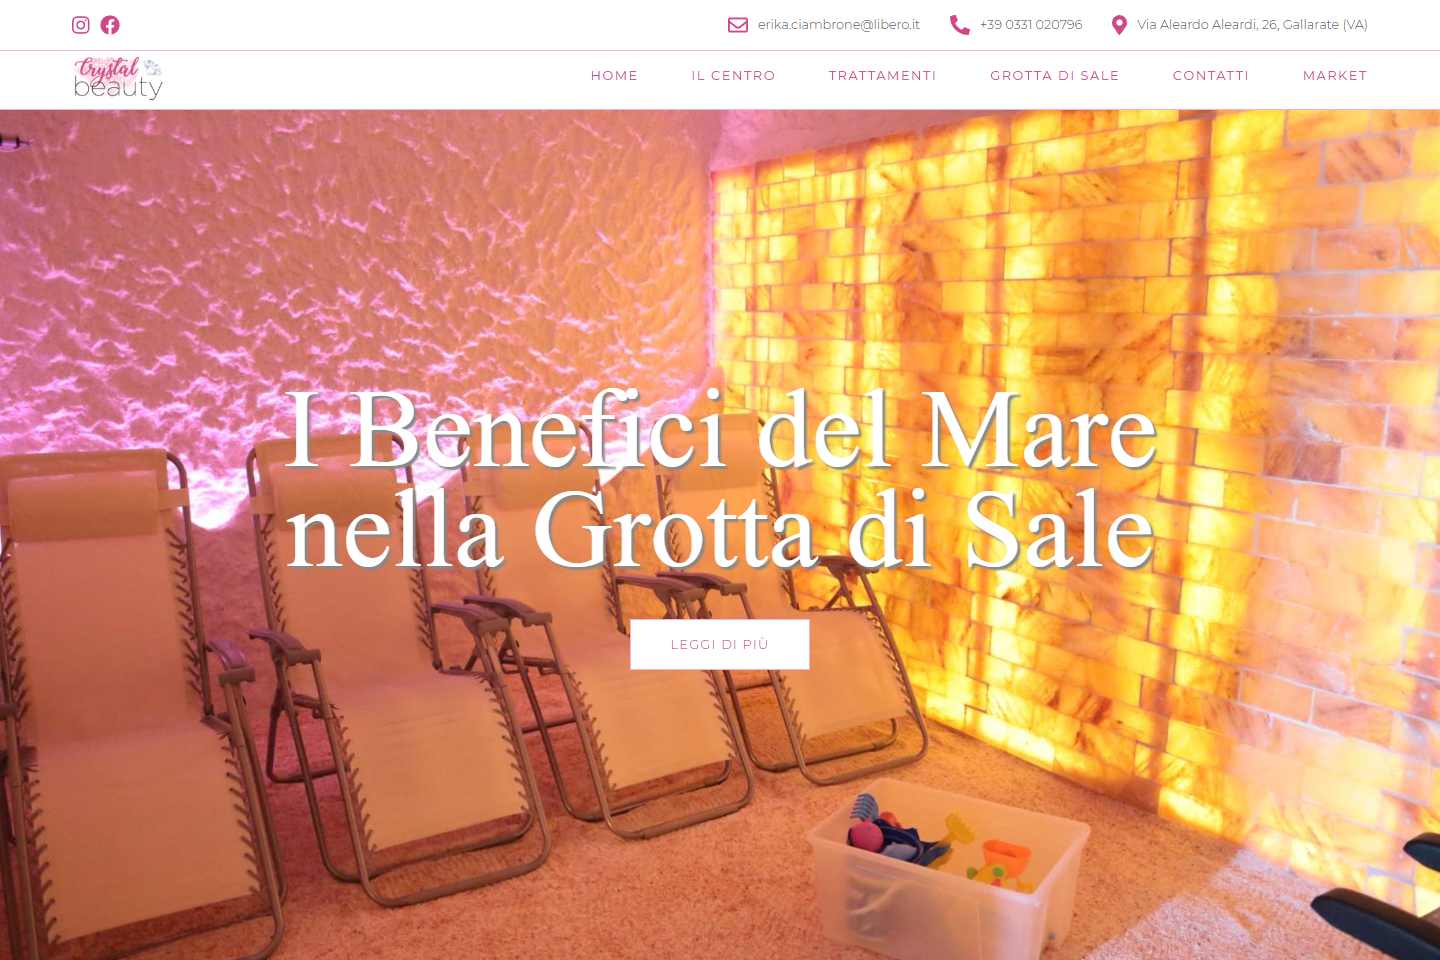 erika.ciambrone@libero.it
+39 0331 020796
Via Aleardo Aleardi, 26, Gallarate (VA)
Crystal
beauty
HOME
IL CENTRO
TRATTAMENTI
GROTTA DI SALE
CONTATTI
MARKET
I Benefici del Mare
nella Grotta di Sale
LEGGI DI PIÙ